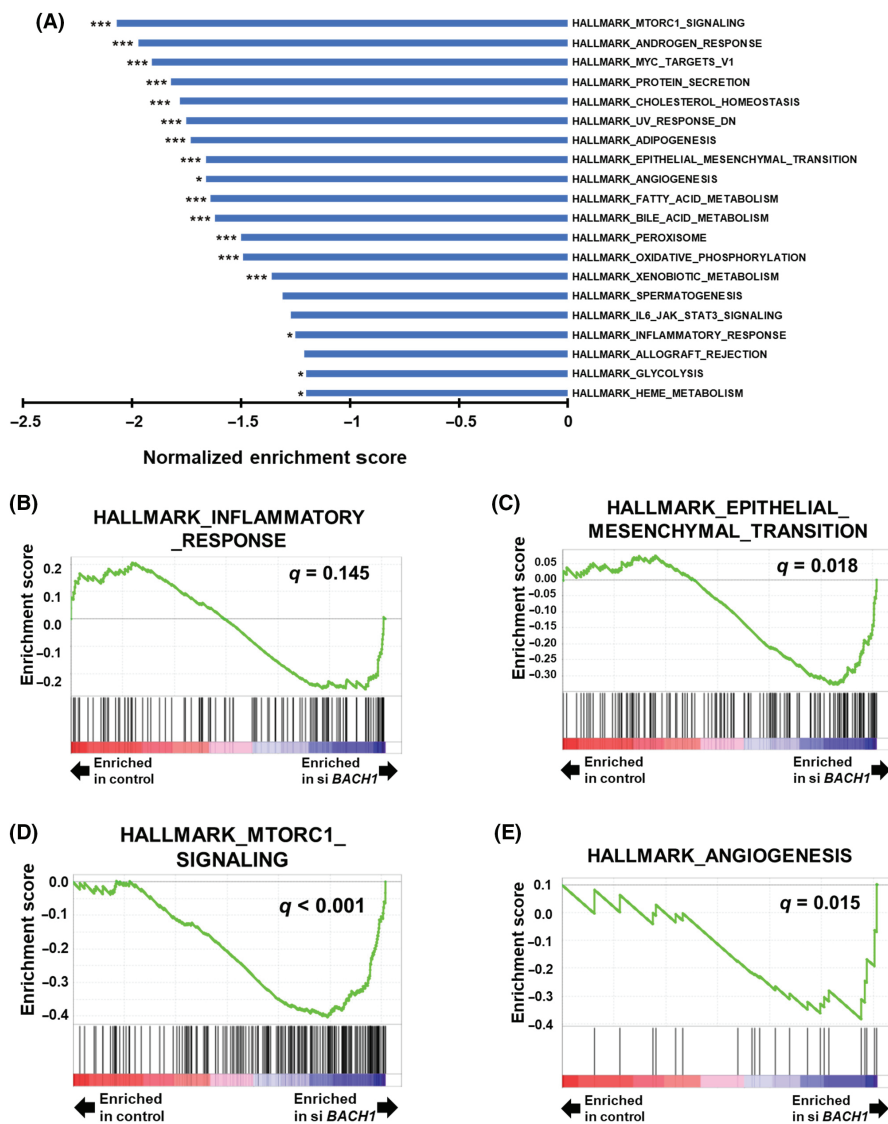 (A)
*** HALLMARK_MTORC1_SIGNALING
*** HALLMARK_ANDROGEN_RESPONSE
*** HALLMARK_MYC_TARGETS_V1
*** HALLMARK_PROTEIN_SECRETION
*** HALLMARK_CHOLESTEROL_HOMEOSTASIS
*** HALLMARK_UV_RESPONSE_DN
*** HALLMARK_ADIPOGENESIS
*** HALLMARK_EPITHELIAL_MESENCHYMAL_TRANSITION
* HALLMARK_ANGIOGENESIS
*** HALLMARK_FATTY_ACID_METABOLISM
*** HALLMARK_BILE_ACID_METABOLISM
*** HALLMARK_PEROXISOME
*** HALLMARK_OXIDATIVE_PHOSPHORYLATION
*** HALLMARK_XENOBIOTIC_METABOLISM
HALLMARK_SPERMATOGENESIS
HALLMARK_IL6_JAK_STAT3_SIGNALING
* HALLMARK_INFLAMMATORY_RESPONSE
HALLMARK_ALLOGRAFT_REJECTION
* HALLMARK_GLYCOLYSIS
* HALLMARK_HEME_METABOLISM
−2.5 −2 −1.5 −1 −0.5 0
Normalized enrichment score
(B)
HALLMARK_INFLAMMATORY
_RESPONSE
q = 0.145
Enrichment score
0.2
0.1
0.0
−0.1
−0.2
Enriched
in control
Enriched
in si BACH1
(C)
HALLMARK_EPITHELIAL_
MESENCHYMAL_TRANSITION
q = 0.018
Enrichment score
0.05
0.00
−0.05
−0.10
−0.15
−0.20
−0.25
−0.30
Enriched
in control
Enriched
in si BACH1
(D)
HALLMARK_MTORC1_
SIGNALING
q < 0.001
Enrichment score
0.0
−0.1
−0.2
−0.3
−0.4
Enriched
in control
Enriched
in si BACH1
(E)
HALLMARK_ANGIOGENESIS
q = 0.015
Enrichment score
0.1
0.0
−0.1
−0.2
−0.3
−0.4
Enriched
in control
Enriched
in si BACH1